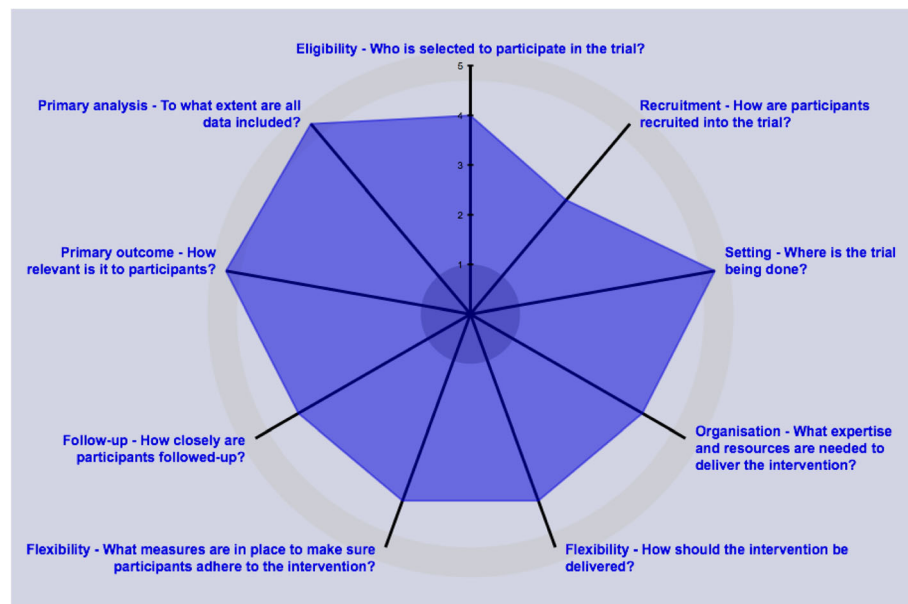 Eligibility - Who is selected to participate in the trial?
5
4
3
2
1
Recruitment - How are participants
recruited into the trial?
Setting - Where is the trial
being done?
Organisation - What expertise
and resources are needed to
deliver the intervention?
Flexibility - How should the intervention be
delivered?
Flexibility - What measures are in place to make sure
participants adhere to the intervention?
Follow-up - How closely are
participants followed-up?
Primary outcome - How
relevant is it to participants?
Primary analysis - To what extent are all
data included?